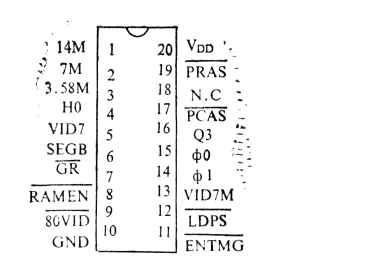 14M 1 20 VDD
7M 2 19 PRAS
3.58M 3 18 N.C
H0 4 17 PCAS
VID7 5 16 Q3
SEGB 6 15 ϕ0
GR 7 14 ϕ1
RAMEN 8 13 VID7M
80VID 9 12 LDPS
GND 10 11 ENTMG